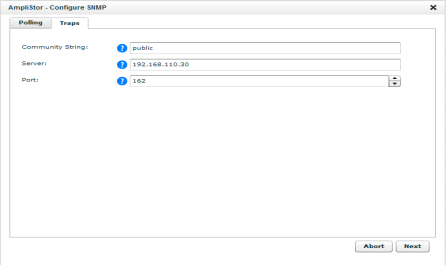 AmpliStor - Configure SNMP
Polling Traps
Community String: ? public
Server: ? 192.168.110.30
Port: ? 162
Abort Next